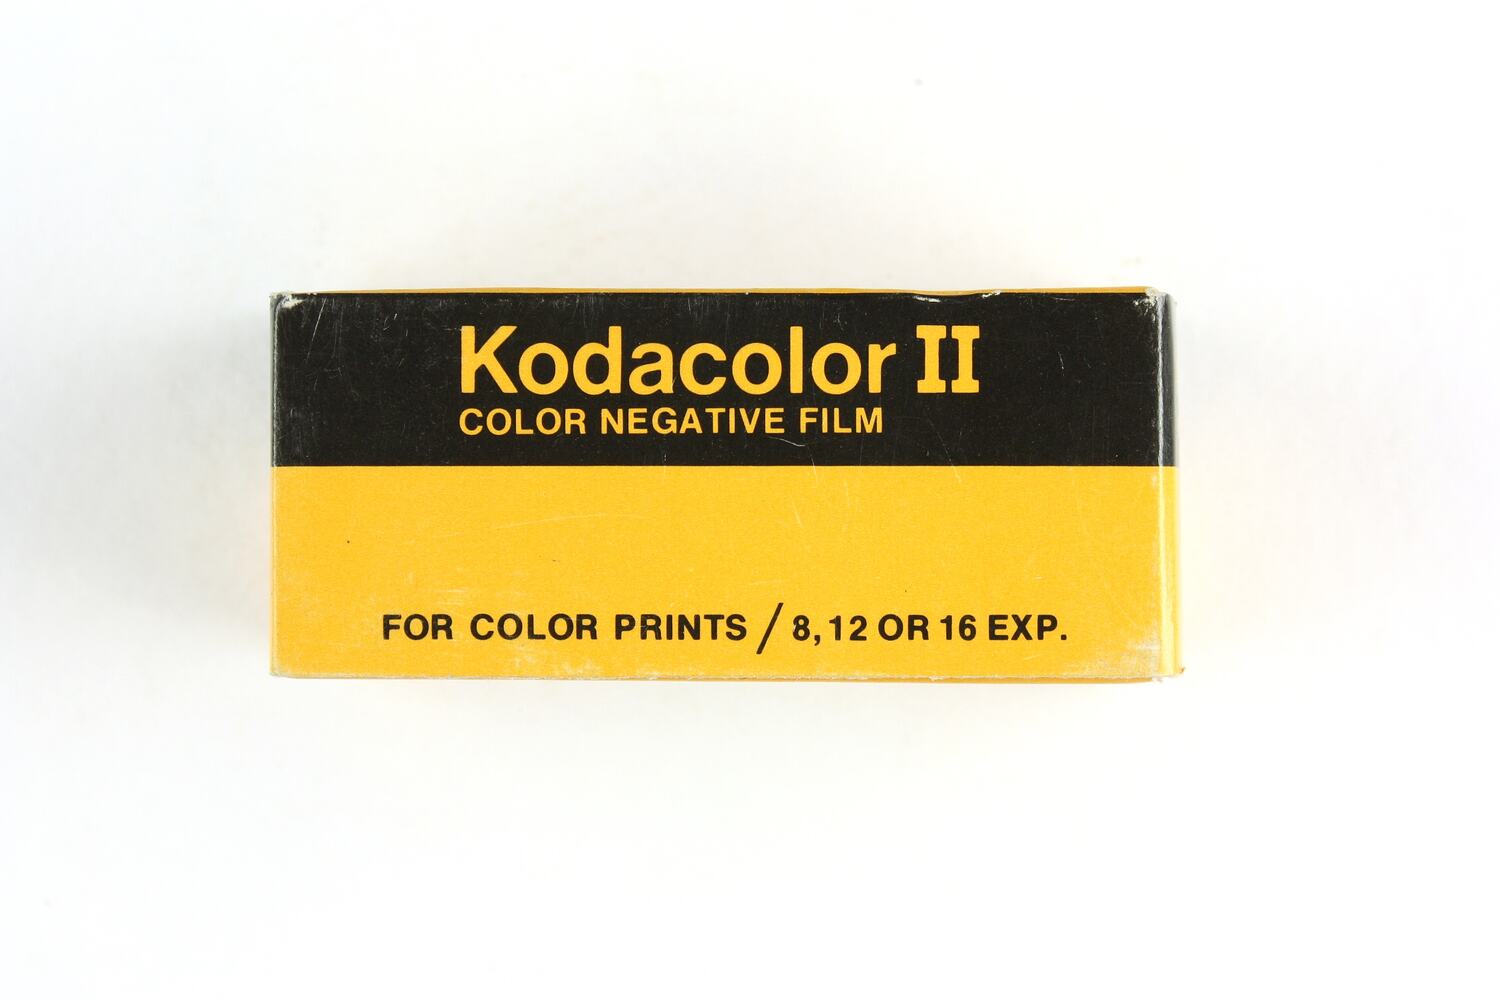 Kodacolor II
COLOR NEGATIVE FILM
FOR COLOR PRINTS / 8, 12 OR 16 EXP.